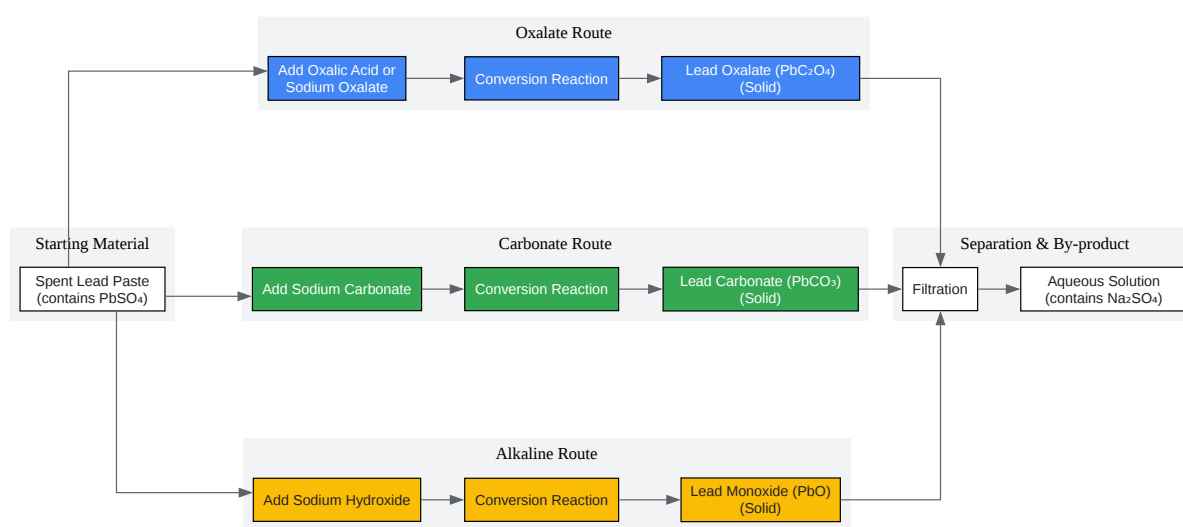 Oxalate Route
Add Oxalic Acid or
Sodium Oxalate
Conversion Reaction
Lead Oxalate (PbC₂O₄)
(Solid)
Starting Material
Spent Lead Paste
(contains PbSO₄)
Carbonate Route
Add Sodium Carbonate
Conversion Reaction
Lead Carbonate (PbCO₃)
(Solid)
Separation & By-product
Filtration
Aqueous Solution
(contains Na₂SO₄)
Alkaline Route
Add Sodium Hydroxide
Conversion Reaction
Lead Monoxide (PbO)
(Solid)